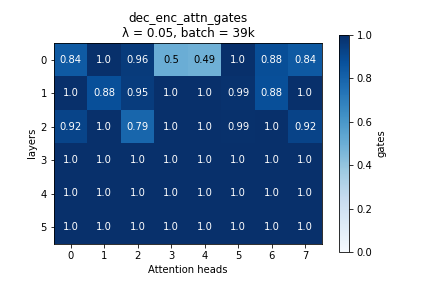 dec_enc_attn_gates
λ = 0.05, batch = 39k
0 0.84 1.0 0.96 0.5 0.49 1.0 0.88 0.84
1 1.0 0.88 0.95 1.0 1.0 0.99 0.88 1.0
2 0.92 1.0 0.79 1.0 1.0 0.99 1.0 0.92
3 1.0 1.0 1.0 1.0 1.0 1.0 1.0 1.0
4 1.0 1.0 1.0 1.0 1.0 1.0 1.0 1.0
5 1.0 1.0 1.0 1.0 1.0 1.0 1.0 1.0
0 1 2 3 4 5 6 7
Attention heads
layers
1.0
0.8
0.6
0.4
0.2
0.0
gates